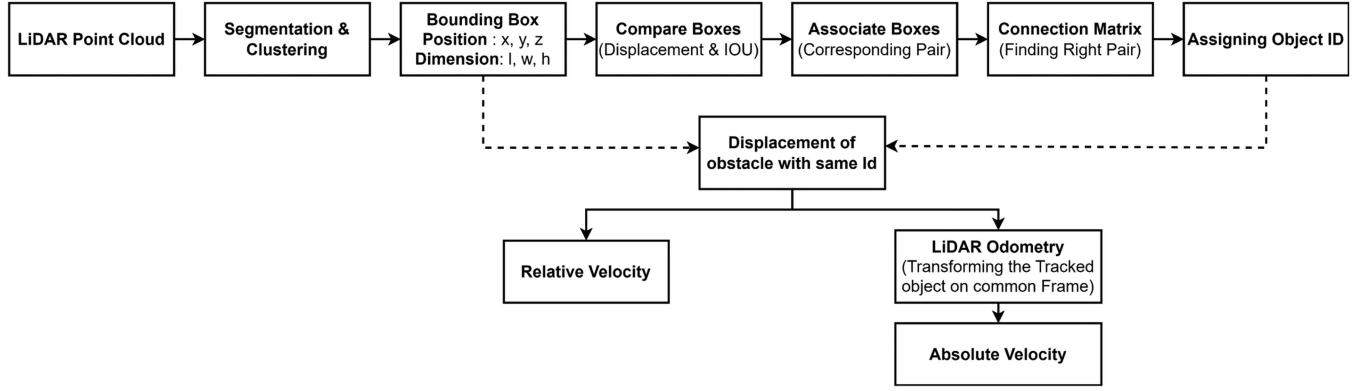 LiDAR Point Cloud
Segmentation &
Clustering
Bounding Box
Position : x, y, z
Dimension: l, w, h
Compare Boxes
(Displacement & IOU)
Associate Boxes
(Corresponding Pair)
Connection Matrix
(Finding Right Pair)
Assigning Object ID
Displacement of
obstacle with same Id
Relative Velocity
LiDAR Odometry
(Transforming the Tracked
object on common Frame)
Absolute Velocity